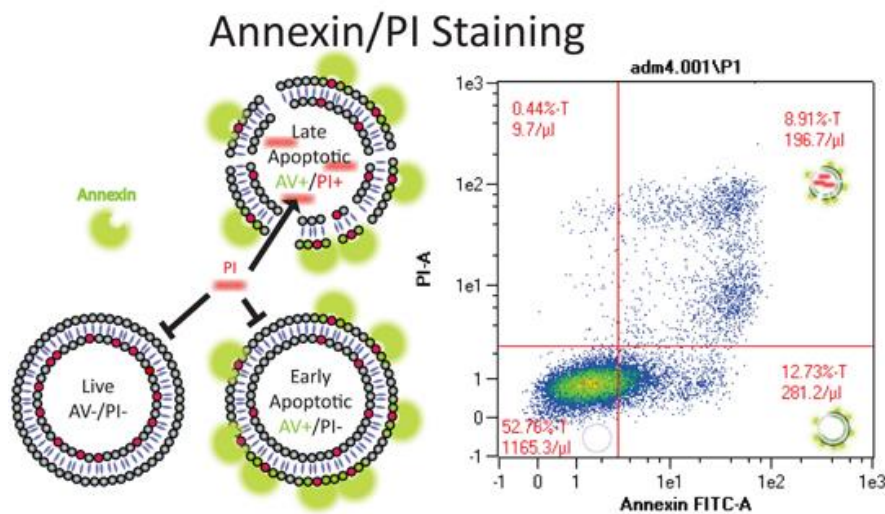 Annexin/PI Staining
Annexin
Late
Apoptotic
AV+/PI+
PI
Live
AV-/PI-
Early
Apoptotic
AV+/PI-
adm4.001\P1
PI-A
1e3
1e2
1e1
1
0
-1
0.44%·T
9.7/µl
8.91%·T
196.7/µl
52.76%·T
1165.3/µl
12.73%·T
281.2/µl
-1 0 1 1e1 1e2 1e3
Annexin FITC-A